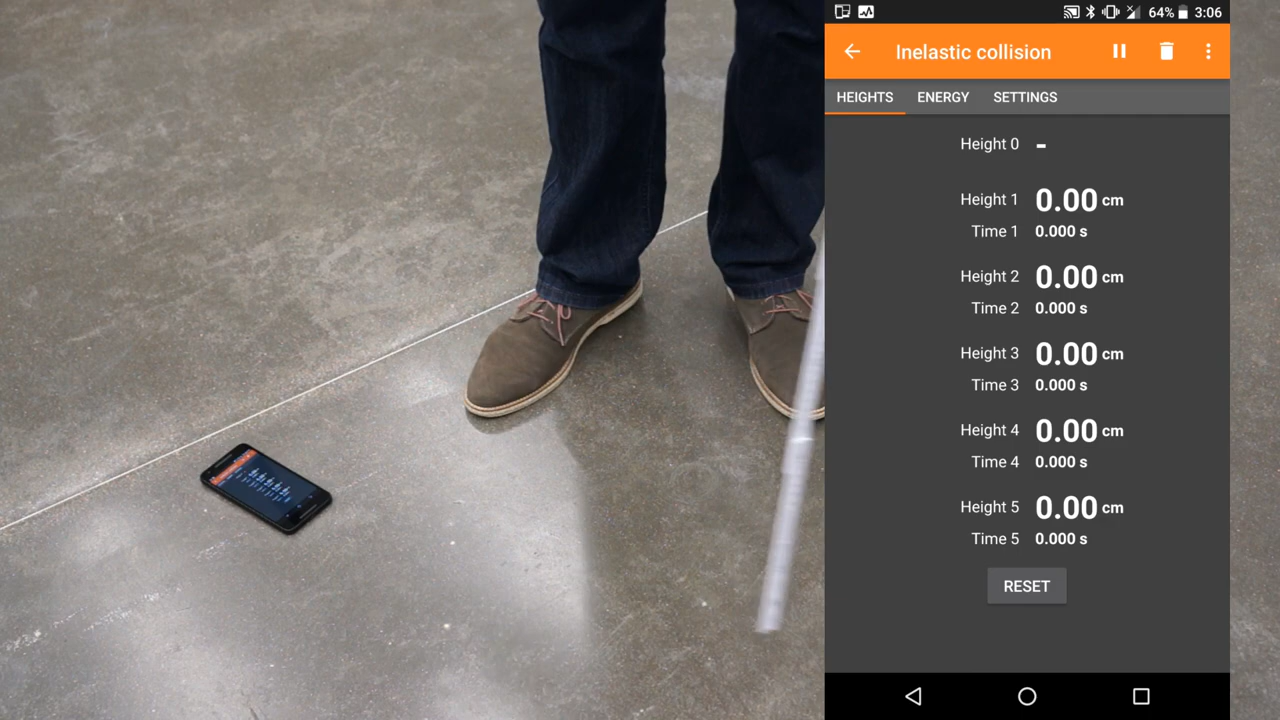 64% 3:06
Inelastic collision
HEIGHTS ENERGY SETTINGS
Height 0 -
Height 1 0.00 cm
Time 1 0.000 s
Height 2 0.00 cm
Time 2 0.000 s
Height 3 0.00 cm
Time 3 0.000 s
Height 4 0.00 cm
Time 4 0.000 s
Height 5 0.00 cm
Time 5 0.000 s
RESET